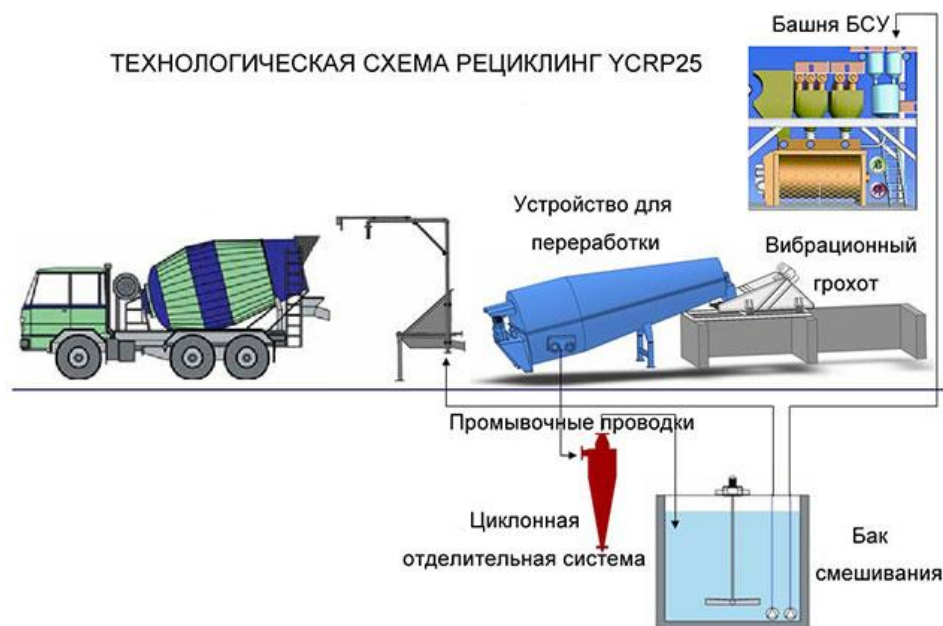 Башня БСУ
ТЕХНОЛОГИЧЕСКАЯ СХЕМА РЕЦИКЛИНГ YCRP25
Устройство для
переработки
Вибрационный
грохот
Промывочные проводки
Циклонная
отделительная система
Бак
смешивания